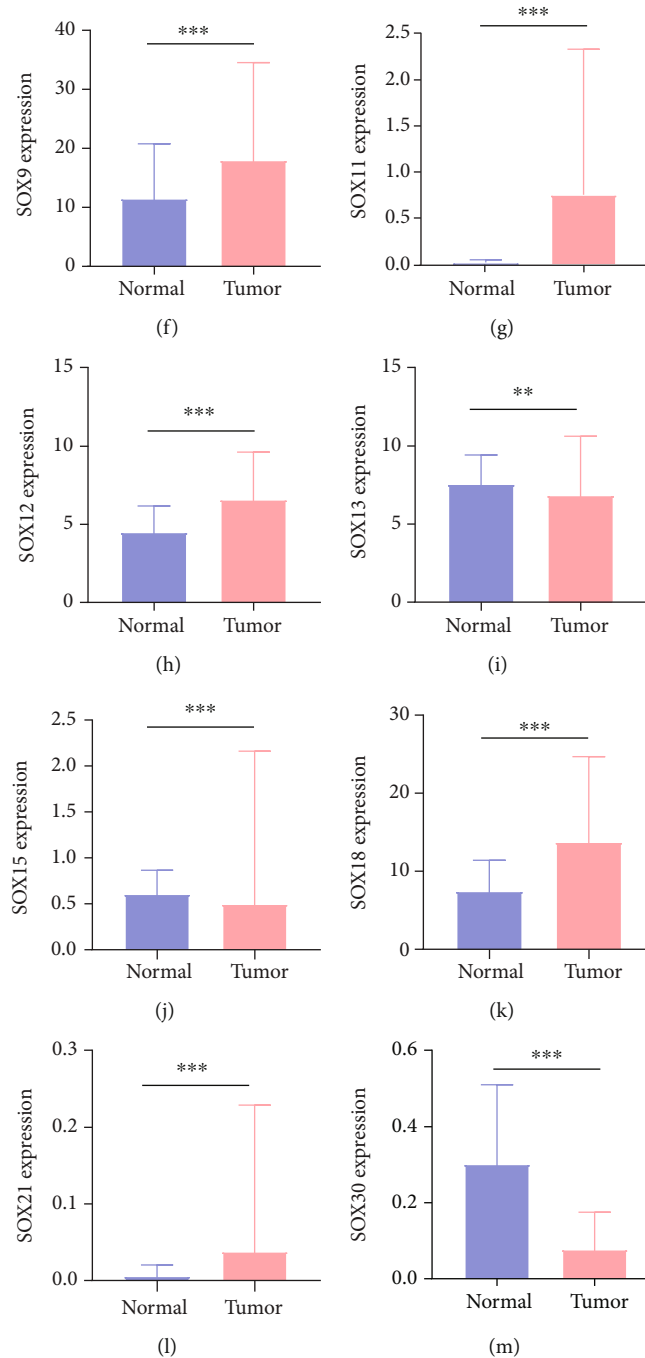 SOX9 expression
40
30
20
10
0
***
Normal Tumor
(f)
SOX11 expression
2.5
2.0
1.5
1.0
0.5
0.0
***
Normal Tumor
(g)
SOX12 expression
15
10
5
0
***
Normal Tumor
(h)
SOX13 expression
15
10
5
0
**
Normal Tumor
(i)
SOX15 expression
2.5
2.0
1.5
1.0
0.5
0.0
***
Normal Tumor
(j)
SOX18 expression
30
20
10
0
***
Normal Tumor
(k)
SOX21 expression
0.3
0.2
0.1
0.0
***
Normal Tumor
(l)
SOX30 expression
0.6
0.4
0.2
0.0
***
Normal Tumor
(m)